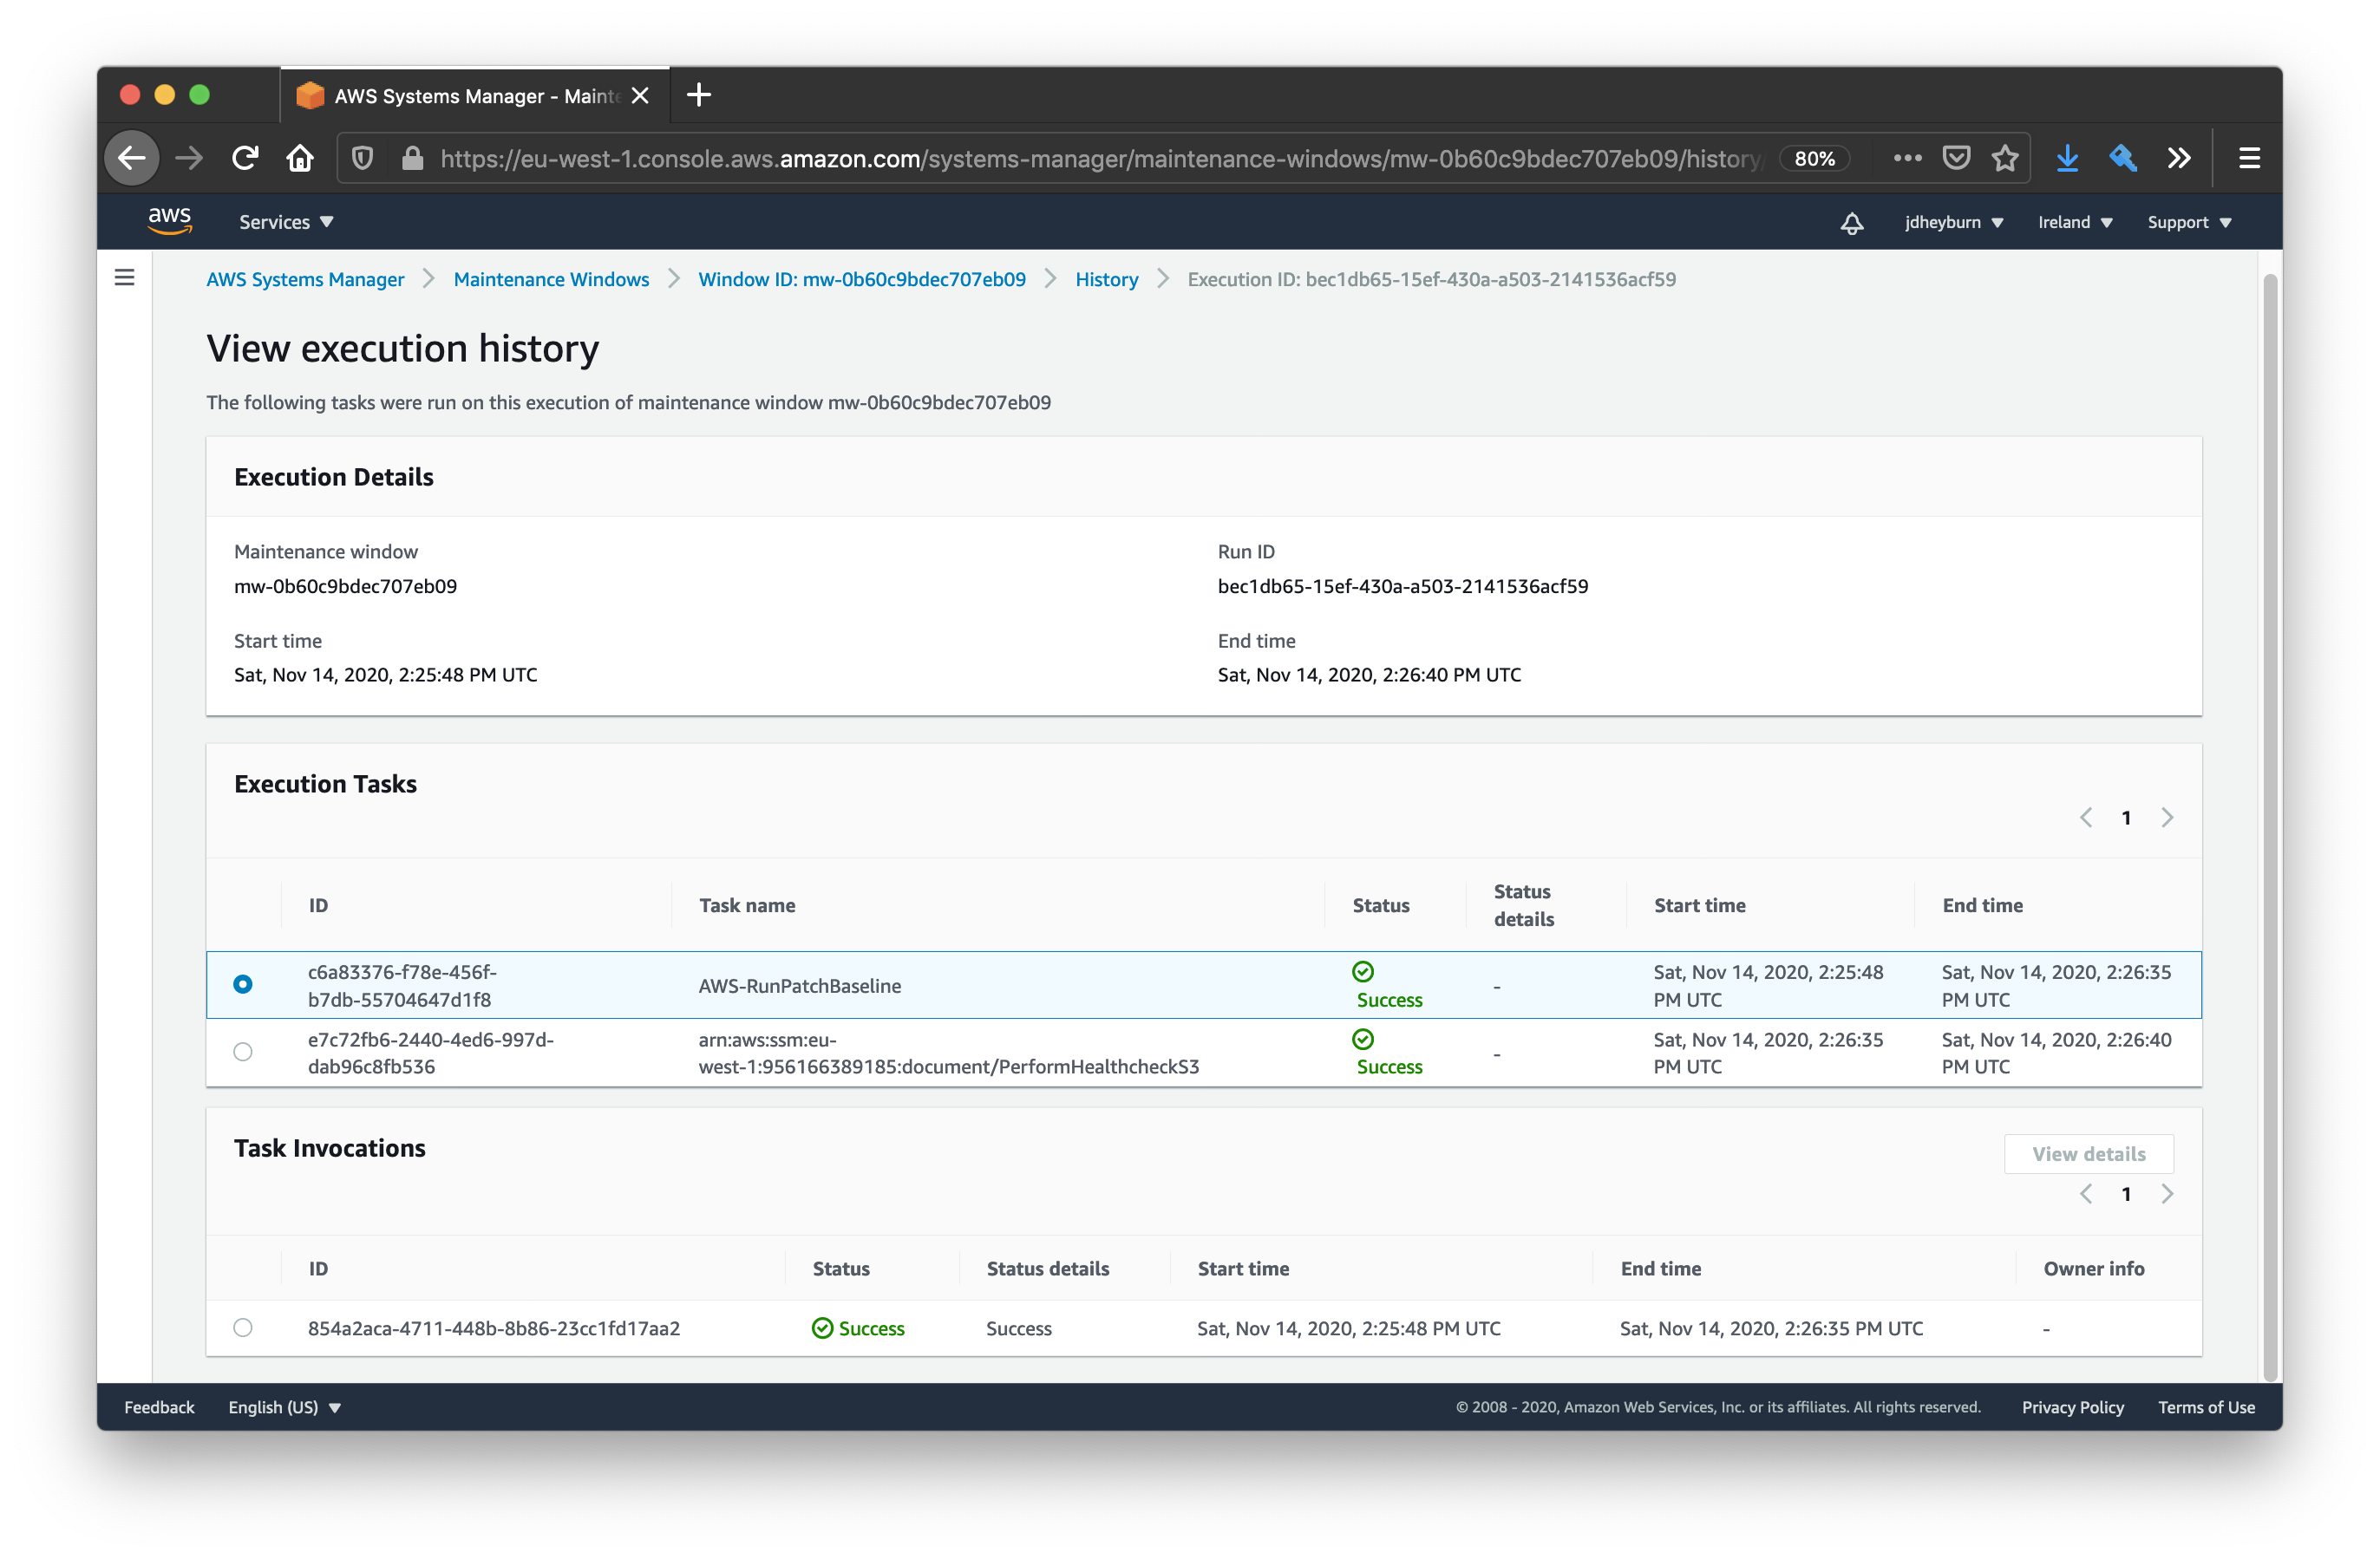 AWS Systems Manager - Mainte
https://eu-west-1.console.aws.amazon.com/systems-manager/maintenance-windows/mw-0b60c9bdec707eb09/history/
80%
aws
Services
jdheyburn
Ireland
Support
AWS Systems Manager
Maintenance Windows
Window ID: mw-0b60c9bdec707eb09
History
Execution ID: bec1db65-15ef-430a-a503-2141536acf59
View execution history
The following tasks were run on this execution of maintenance window mw-0b60c9bdec707eb09
Execution Details
Maintenance window
mw-0b60c9bdec707eb09
Run ID
bec1db65-15ef-430a-a503-2141536acf59
Start time
Sat, Nov 14, 2020, 2:25:48 PM UTC
End time
Sat, Nov 14, 2020, 2:26:40 PM UTC
Execution Tasks
1
ID
Task name
Status
Status
details
Start time
End time
c6a83376-f78e-456f-
b7db-55704647d1f8
AWS-RunPatchBaseline
Success
-
Sat, Nov 14, 2020, 2:25:48
PM UTC
Sat, Nov 14, 2020, 2:26:35
PM UTC
e7c72fb6-2440-4ed6-997d-
dab96c8fb536
arn:aws:ssm:eu-
west-1:956166389185:document/PerformHealthcheckS3
Success
-
Sat, Nov 14, 2020, 2:26:35
PM UTC
Sat, Nov 14, 2020, 2:26:40
PM UTC
Task Invocations
View details
1
ID
Status
Status details
Start time
End time
Owner info
854a2aca-4711-448b-8b86-23cc1fd17aa2
Success
Success
Sat, Nov 14, 2020, 2:25:48 PM UTC
Sat, Nov 14, 2020, 2:26:35 PM UTC
-
Feedback
English (US)
© 2008 - 2020, Amazon Web Services, Inc. or its affiliates. All rights reserved.
Privacy Policy
Terms of Use